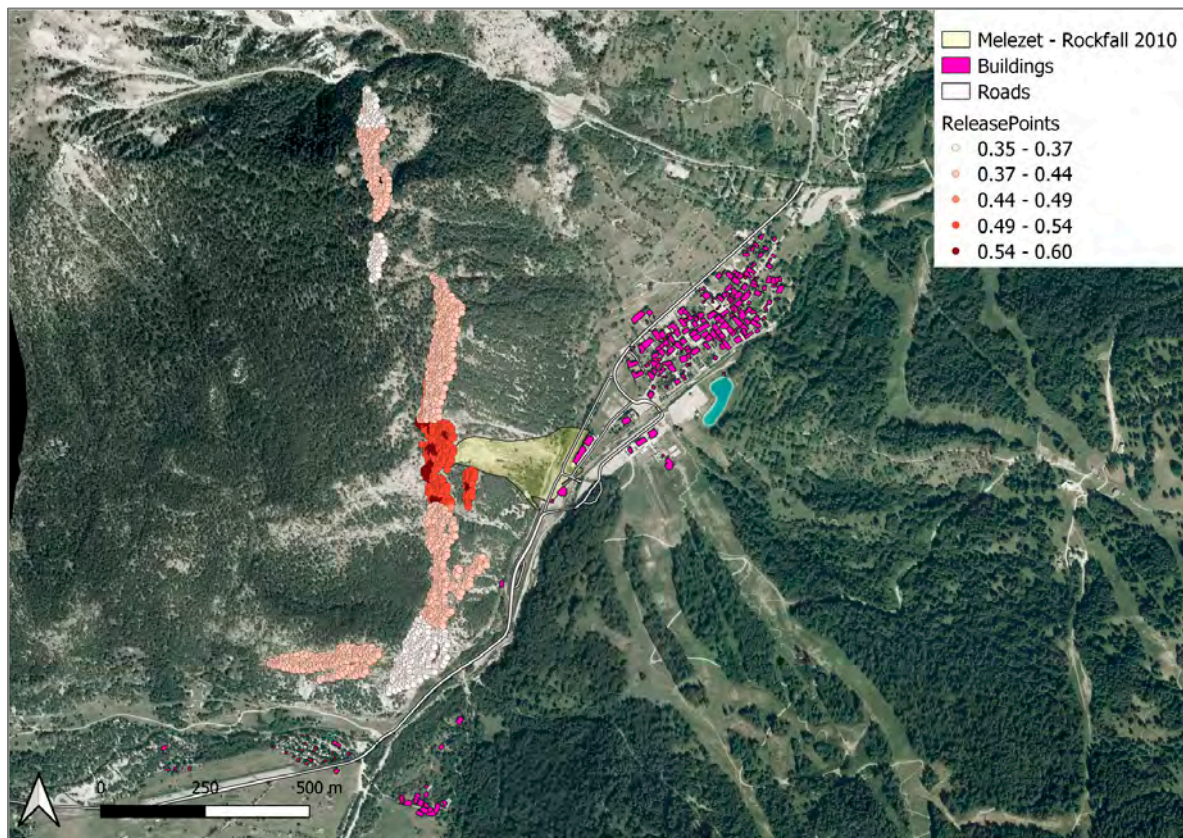 Melezet - Rockfall 2010
Buildings
Roads
ReleasePoints
0.35 - 0.37
0.37 - 0.44
0.44 - 0.49
0.49 - 0.54
0.54 - 0.60
0 250 500 m